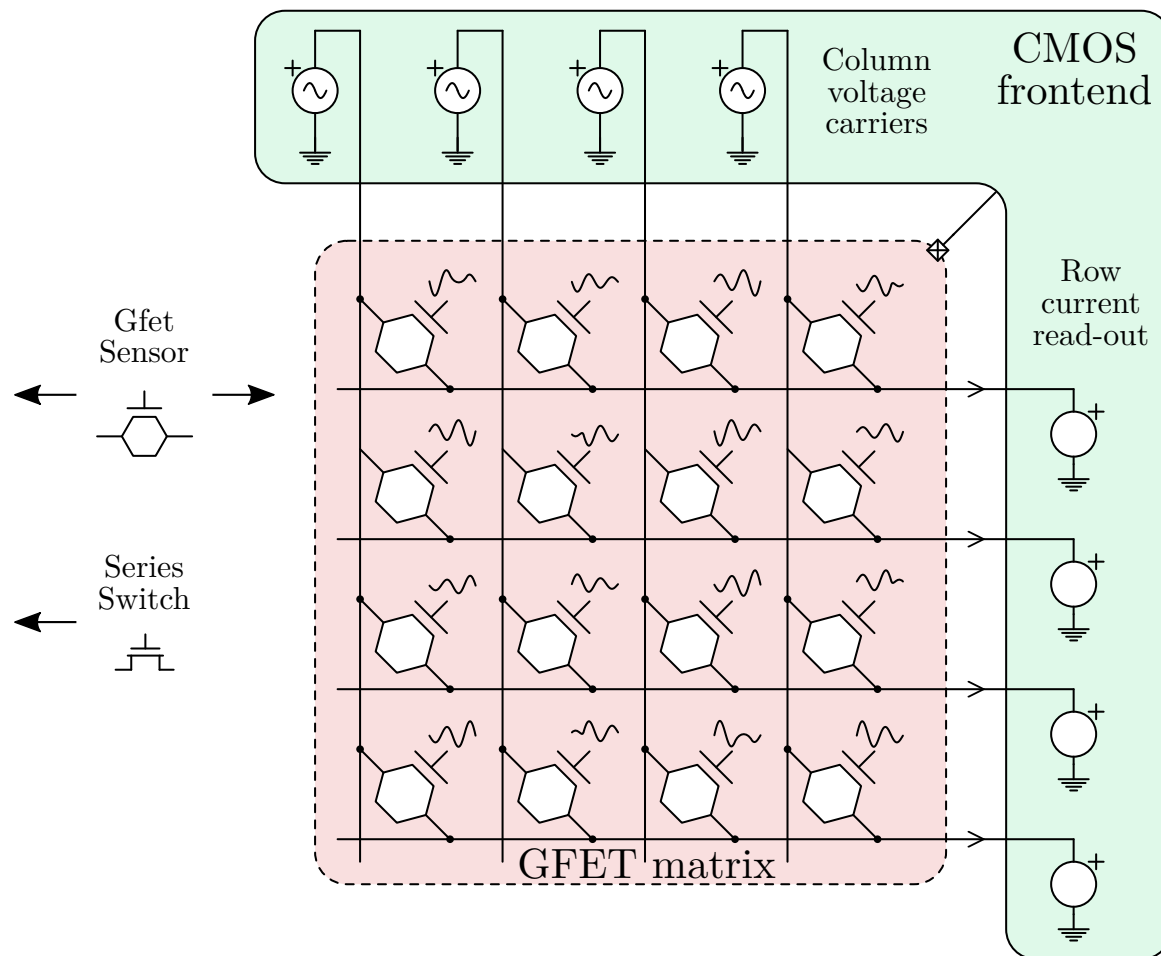 CMOS
frontend
Column
voltage
carriers
Row
current
read-out
Gfet
Sensor
Series
Switch
GFET matrix